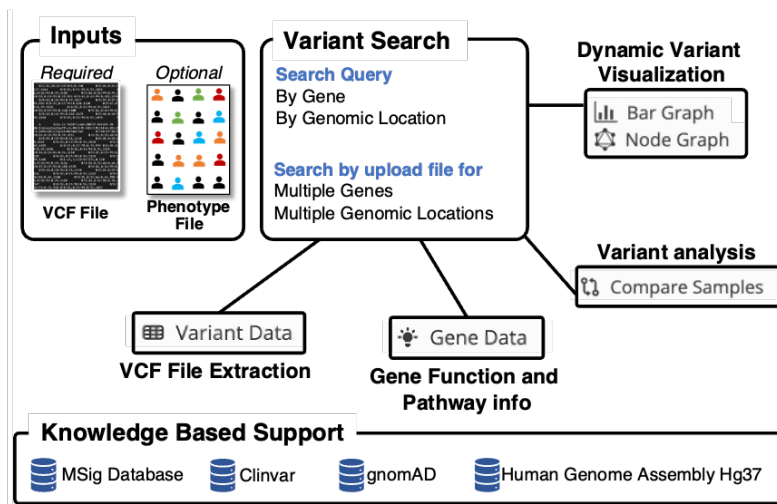 Inputs
Required
Optional
VCF File
Phenotype
File
Variant Search
Search Query
By Gene
By Genomic Location
Search by upload file for
Multiple Genes
Multiple Genomic Locations
Dynamic Variant
Visualization
Bar Graph
Node Graph
Variant analysis
Compare Samples
Variant Data
VCF File Extraction
Gene Data
Gene Function and
Pathway info
Knowledge Based Support
MSig Database
Clinvar
gnomAD
Human Genome Assembly Hg37